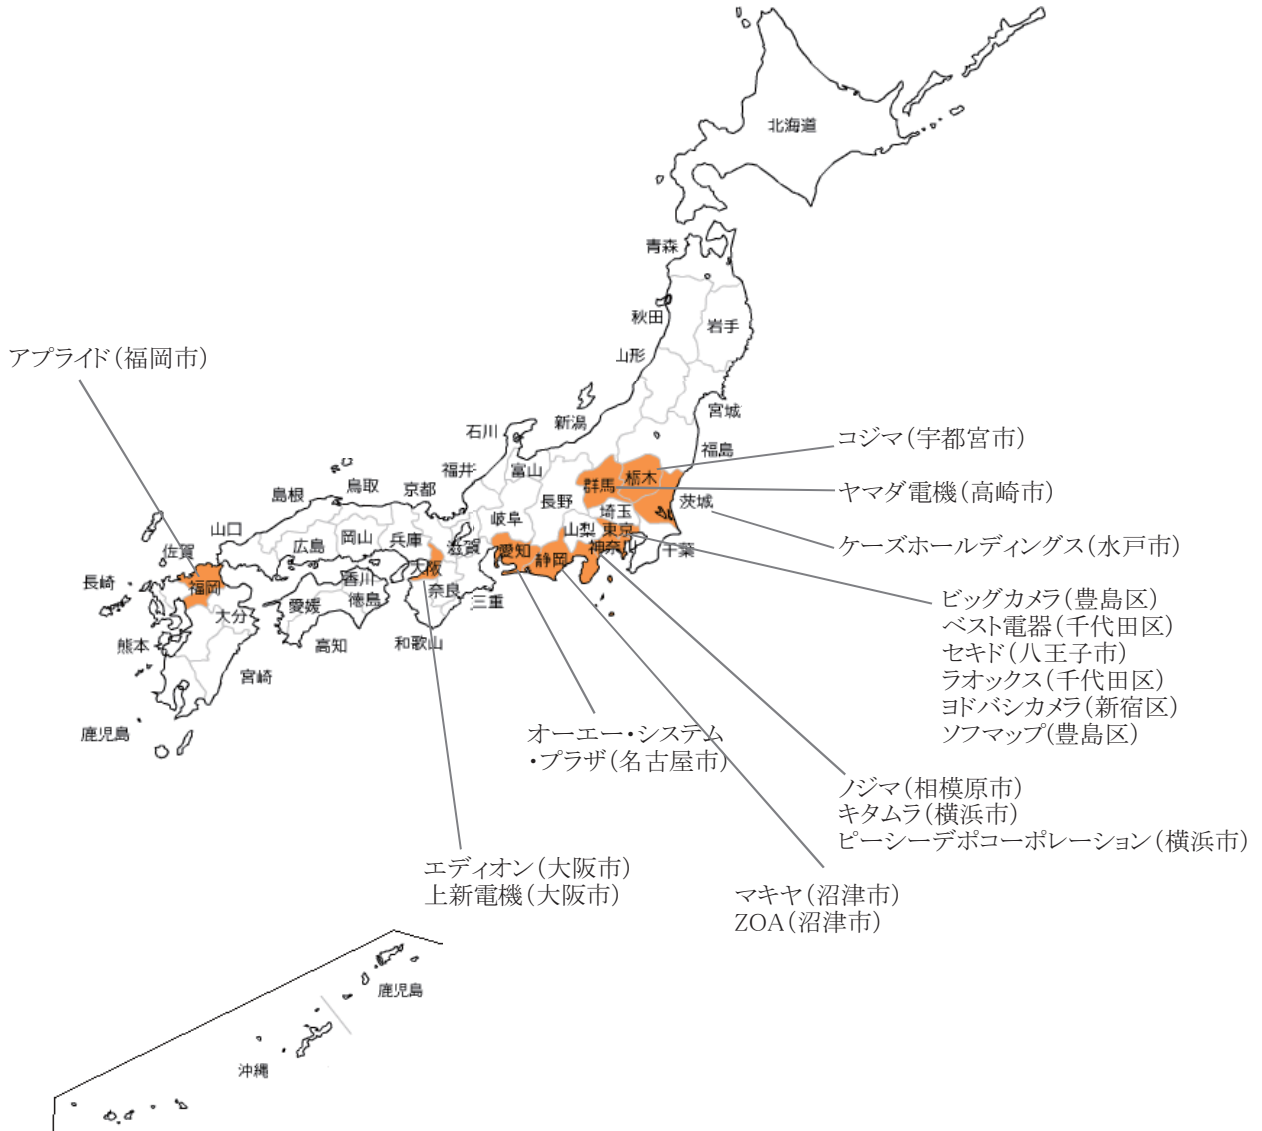 北海道
青森
秋田
岩手
山形
宮城
新潟
福島
石川
富山
福井
群馬
栃木
茨城
長野
埼玉
山梨
東京
神奈川
千葉
岐阜
愛知
静岡
島根
鳥取
京都
山口
広島
岡山
兵庫
滋賀
大阪
奈良
三重
和歌山
香川
徳島
愛媛
高知
佐賀
長崎
福岡
大分
熊本
宮崎
鹿児島
アプライド(福岡市)
コジマ(宇都宮市)
ヤマダ電機(高崎市)
ケーズホールディングス(水戸市)
ビッグカメラ(豊島区)
ベスト電器(千代田区)
セキド(八王子市)
ラオックス(千代田区)
ヨドバシカメラ(新宿区)
ソフマップ(豊島区)
オーエー・システム
・プラザ(名古屋市)
ノジマ(相模原市)
キタムラ(横浜市)
ピーシーデポコーポレーション(横浜市)
エディオン(大阪市)
上新電機(大阪市)
マキヤ(沼津市)
ZOA(沼津市)
鹿児島
沖縄